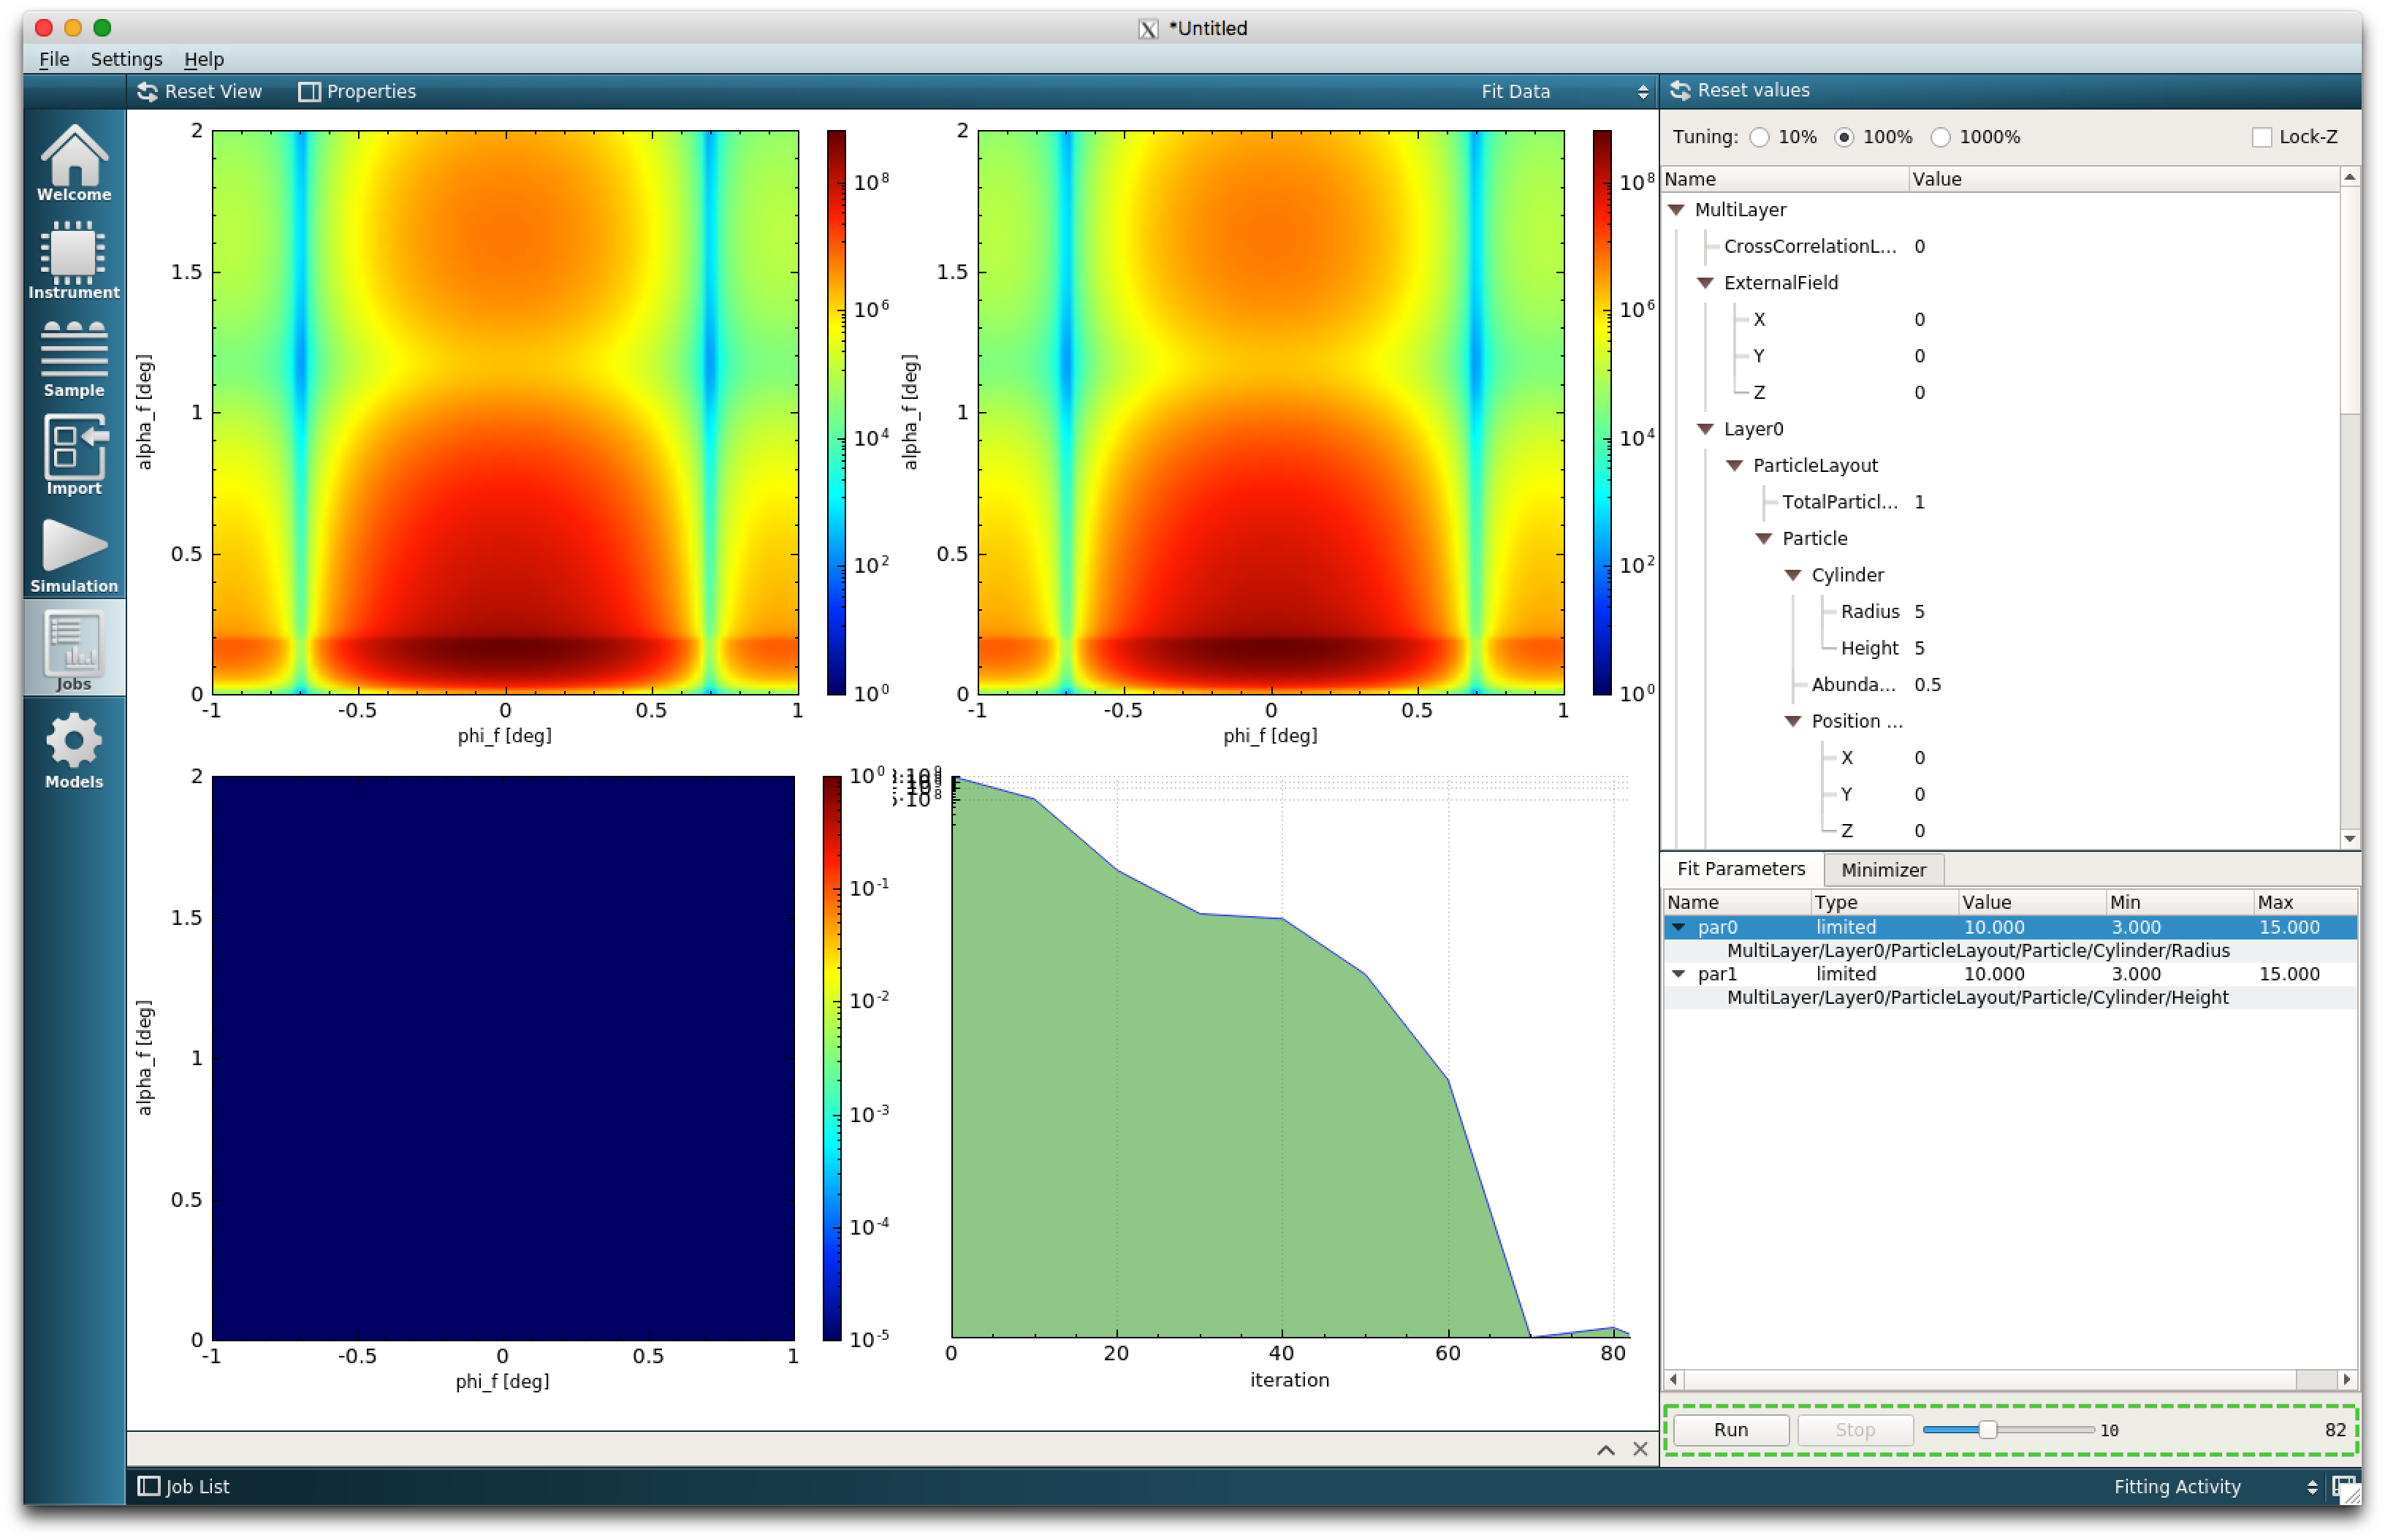 *Untitled
File Settings Help
Reset View Properties Fit Data
Reset values
Welcome
Instrument
Sample
Import
Simulation
Jobs
Models
2
1.5
1
0.5
0
-1 -0.5 0 0.5 1
alpha_f [deg]
phi_f [deg]
10^8
10^6
10^4
10^2
10^0
2
1.5
1
0.5
0
-1 -0.5 0 0.5 1
alpha_f [deg]
phi_f [deg]
10^8
10^6
10^4
10^2
10^0
2
1.5
1
0.5
0
-1 -0.5 0 0.5 1
alpha_f [deg]
phi_f [deg]
10^0
10^-1
10^-2
10^-3
10^-4
10^-5
0 20 40 60 80
iteration
Tuning: 10% 100% 1000% Lock-Z
Name Value
MultiLayer
CrossCorrelationL... 0
ExternalField
X 0
Y 0
Z 0
Layer0
ParticleLayout
TotalParticl... 1
Particle
Cylinder
Radius 5
Height 5
Abunda... 0.5
Position ...
X 0
Y 0
Z 0
Fit Parameters Minimizer
Name Type Value Min Max
par0 limited 10.000 3.000 15.000
MultiLayer/Layer0/ParticleLayout/Particle/Cylinder/Radius
par1 limited 10.000 3.000 15.000
MultiLayer/Layer0/ParticleLayout/Particle/Cylinder/Height
Run Stop 10 82
Job List Fitting Activity